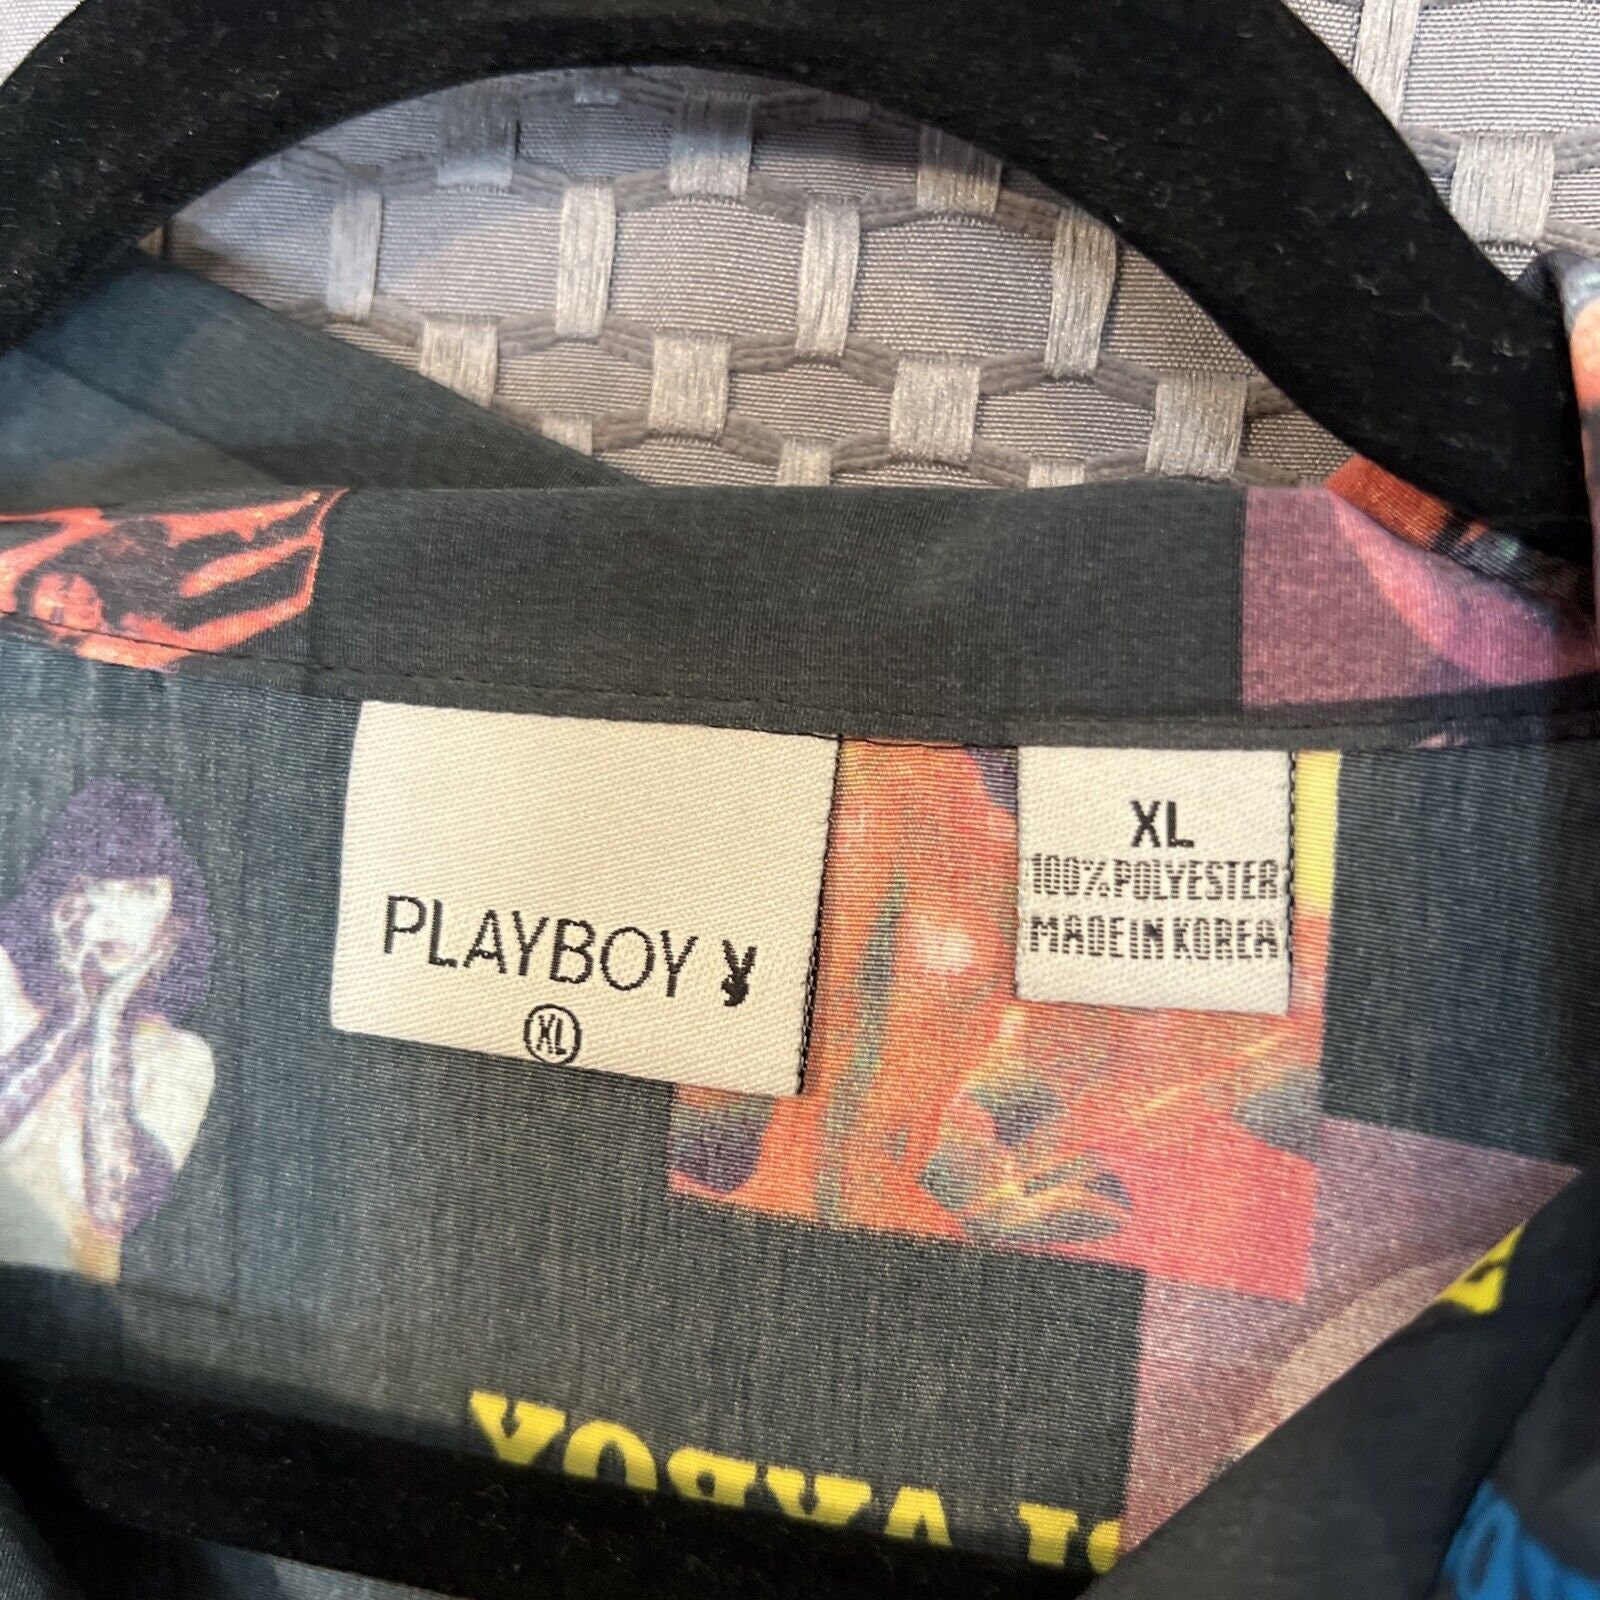 PLAYBOY
XL
XL
100% POLYESTER
MADE IN KOREA